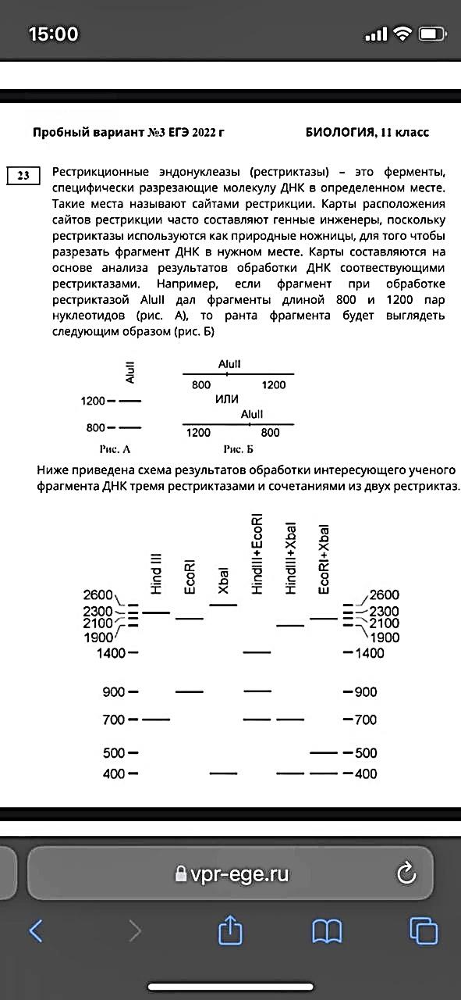 15:00
Пробный вариант №3 ЕГЭ 2022 г БИОЛОГИЯ, 11 класс
23
Рестрикционные эндонуклеазы (рестриктазы) – это ферменты,
специфически разрезающие молекулу ДНК в определенном месте.
Такие места называют сайтами рестрикции. Карты расположения
сайтов рестрикции часто составляют генные инженеры, поскольку
рестриктазы используются как природные ножницы, для того чтобы
разрезать фрагмент ДНК в нужном месте. Карты составляются на
основе анализа результатов обработки ДНК соотвествующими
рестриктазами. Например, если фрагмент при обработке
рестриктазой AluII дал фрагменты длиной 800 и 1200 пар
нуклеотидов (рис. А), то ранта фрагмента будет выглядеть
следующим образом (рис. Б)
AluII
1200
800
Рис. А
AluII
800 1200
ИЛИ
AluII
1200 800
Рис. Б
Ниже приведена схема результатов обработки интересующего ученого
фрагмента ДНК тремя рестриктазами и сочетаниями из двух рестриктаз.
Hind III
EcoRI
XbaI
HindIII+EcoRI
HindIII+XbaI
EcoRI+XbaI
2600 2600
2300 2300
2100 2100
1900 1900
1400 1400
900 900
700 700
500 500
400 400
vpr-ege.ru